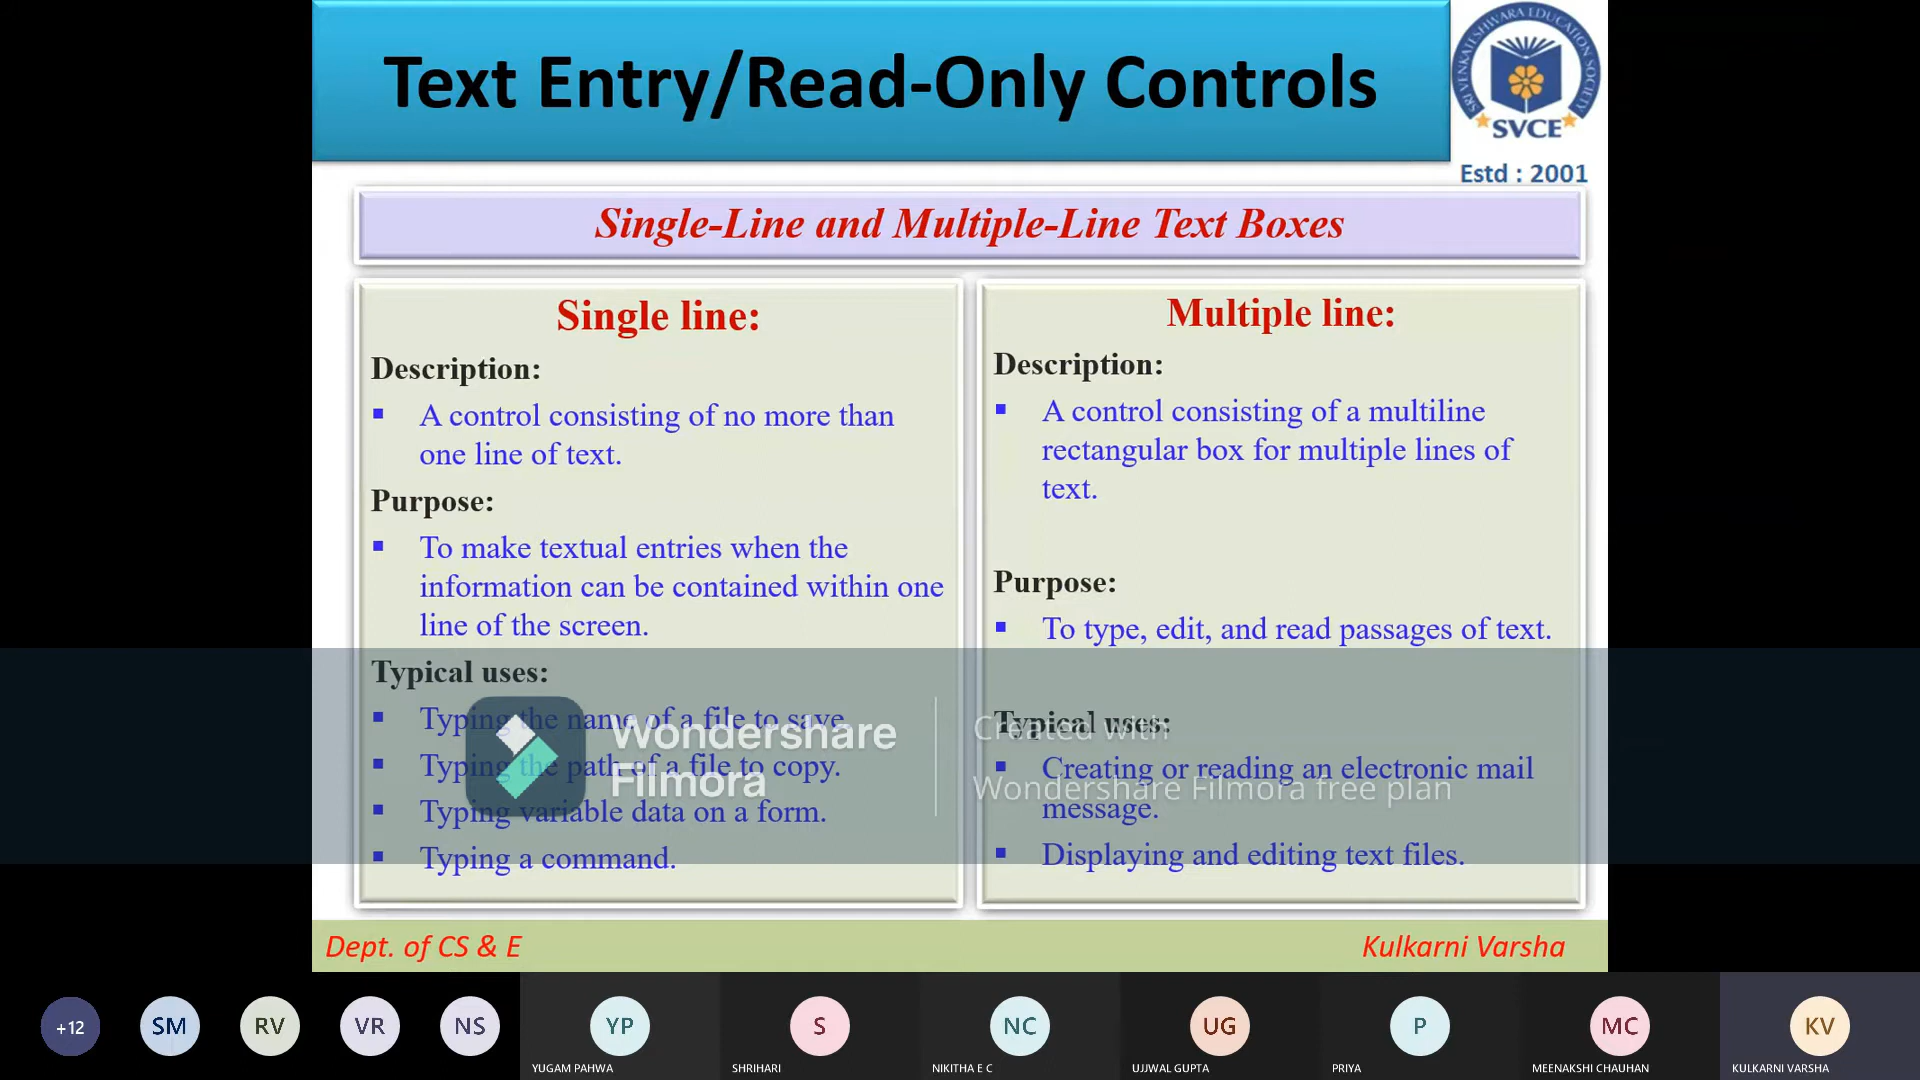 Text Entry/Read-Only Controls
SRI VENKATESHWARA EDUCATION SOCIETY
SVCE
Estd : 2001
Single-Line and Multiple-Line Text Boxes
Single line:
Description:
▪ A control consisting of no more than
one line of text.
Purpose:
▪ To make textual entries when the
information can be contained within one
line of the screen.
Typical uses:
▪ Typing the name of a file to save.
▪ Typing the path of a file to copy.
▪ Typing variable data on a form.
▪ Typing a command.
Multiple line:
Description:
▪ A control consisting of a multiline
rectangular box for multiple lines of
text.
Purpose:
▪ To type, edit, and read passages of text.
Typical uses:
▪ Creating or reading an electronic mail
message.
▪ Displaying and editing text files.
Wondershare
Filmora
Created with
Wondershare Filmora free plan
Dept. of CS & E
Kulkarni Varsha
+12
SM
RV
VR
NS
YP
YUGAM PAHWA
S
SHRIHARI
NC
NIKITHA E C
UG
UJJWAL GUPTA
P
PRIYA
MC
MEENAKSHI CHAUHAN
KV
KULKARNI VARSHA